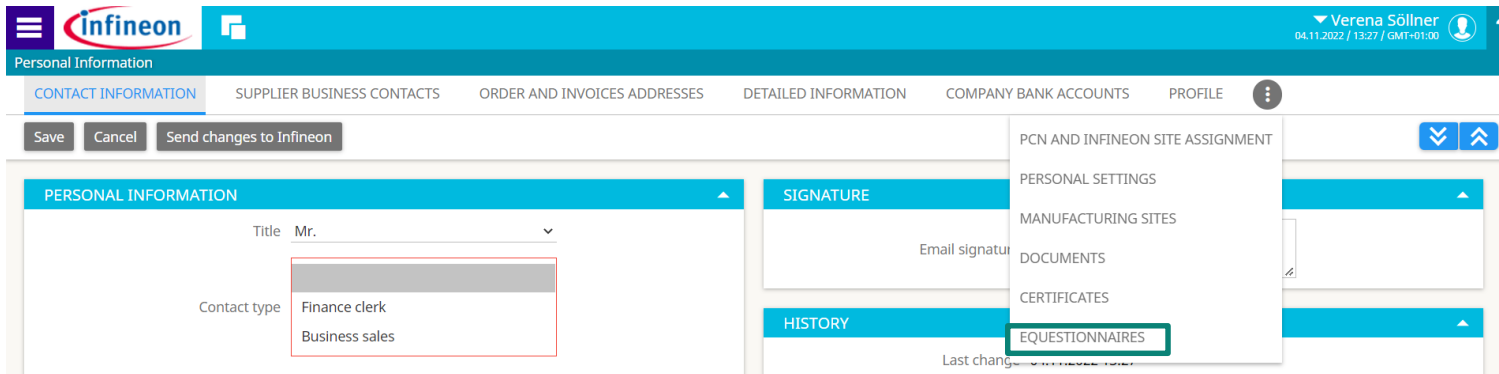 infineon
Verena Söllner
04.11.2022 / 13:27 / GMT+01:00
Personal Information
CONTACT INFORMATION SUPPLIER BUSINESS CONTACTS ORDER AND INVOICES ADDRESSES DETAILED INFORMATION COMPANY BANK ACCOUNTS PROFILE
Save Cancel Send changes to Infineon
PCN AND INFINEON SITE ASSIGNMENT
PERSONAL SETTINGS
MANUFACTURING SITES
DOCUMENTS
CERTIFICATES
EQUESTIONNAIRES
PERSONAL INFORMATION
Title Mr.
Contact type
Finance clerk
Business sales
SIGNATURE
Email signatur
HISTORY
Last change